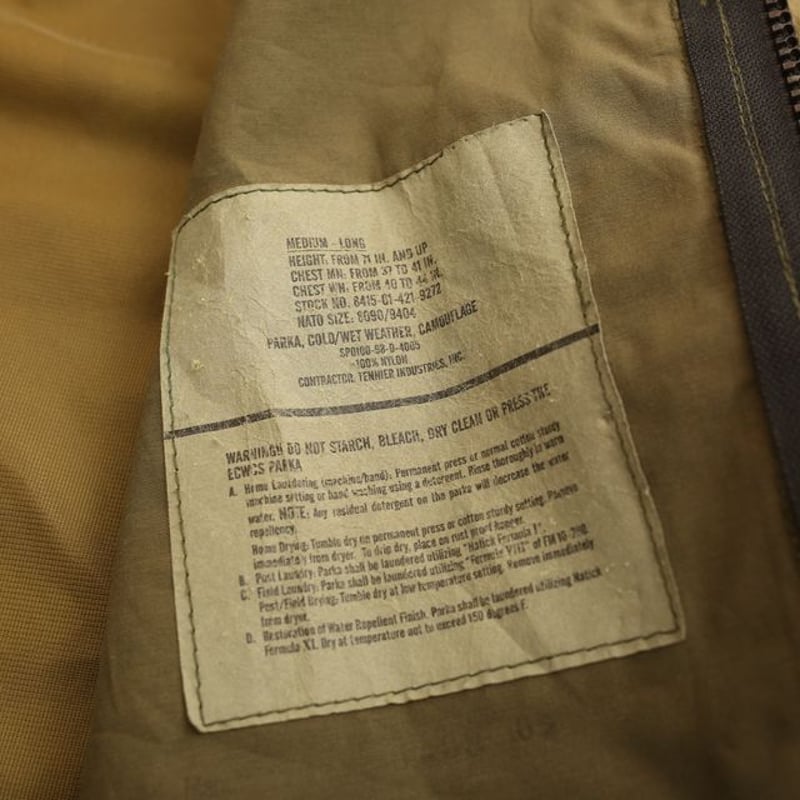 MEDIUM - LONG
HEIGHT: FROM 71 IN. AND UP
CHEST MN: FROM 37 TO 41 IN.
CHEST WN: FROM 40 TO 44 IN.
STOCK NO. 8415-01-421-9272
NATO SIZE: 8090/9404
PARKA, COLD/WET WEATHER, CAMOUFLAGE
SPO100-98-D-4005
100% NYLON
CONTRACTOR: TENNIER INDUSTRIES, INC.
DO NOT STARCH, BLEACH, DRY CLEAN OR PRESS THE
ECWCS PARKA
A. Home Laundering (machine/hand): Permanent press or normal cotton sturdy
machine setting or hand washing using a detergent. Rinse thoroughly in warm
water. NOTE: Any residual detergent on the parka will decrease the water
repellency.
Home Drying: Tumble dry on permanent press or cotton sturdy setting. Remove
immediately from dryer. To drip dry, place on rust proof hanger.
B. Post Laundry: Parka shall be laundered utilizing "Natick Formula 1".
C. Field Laundry: Parka shall be laundered utilizing "Formula VIII" of FM 10-280.
Post/Field Drying: Tumble dry at low temperature setting. Remove immediately
from dryer.
D. Restoration of Water Repellent Finish. Parka shall be laundered utilizing Natick
Formula XI. Dry at temperature not to exceed 150 degrees F.